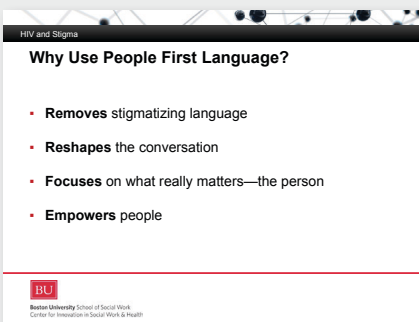 HIV and Stigma
Why Use People First Language?
▪ Removes stigmatizing language
▪ Reshapes the conversation
▪ Focuses on what really matters—the person
▪ Empowers people
BU
Boston University School of Social Work
Center for Innovation in Social Work & Health